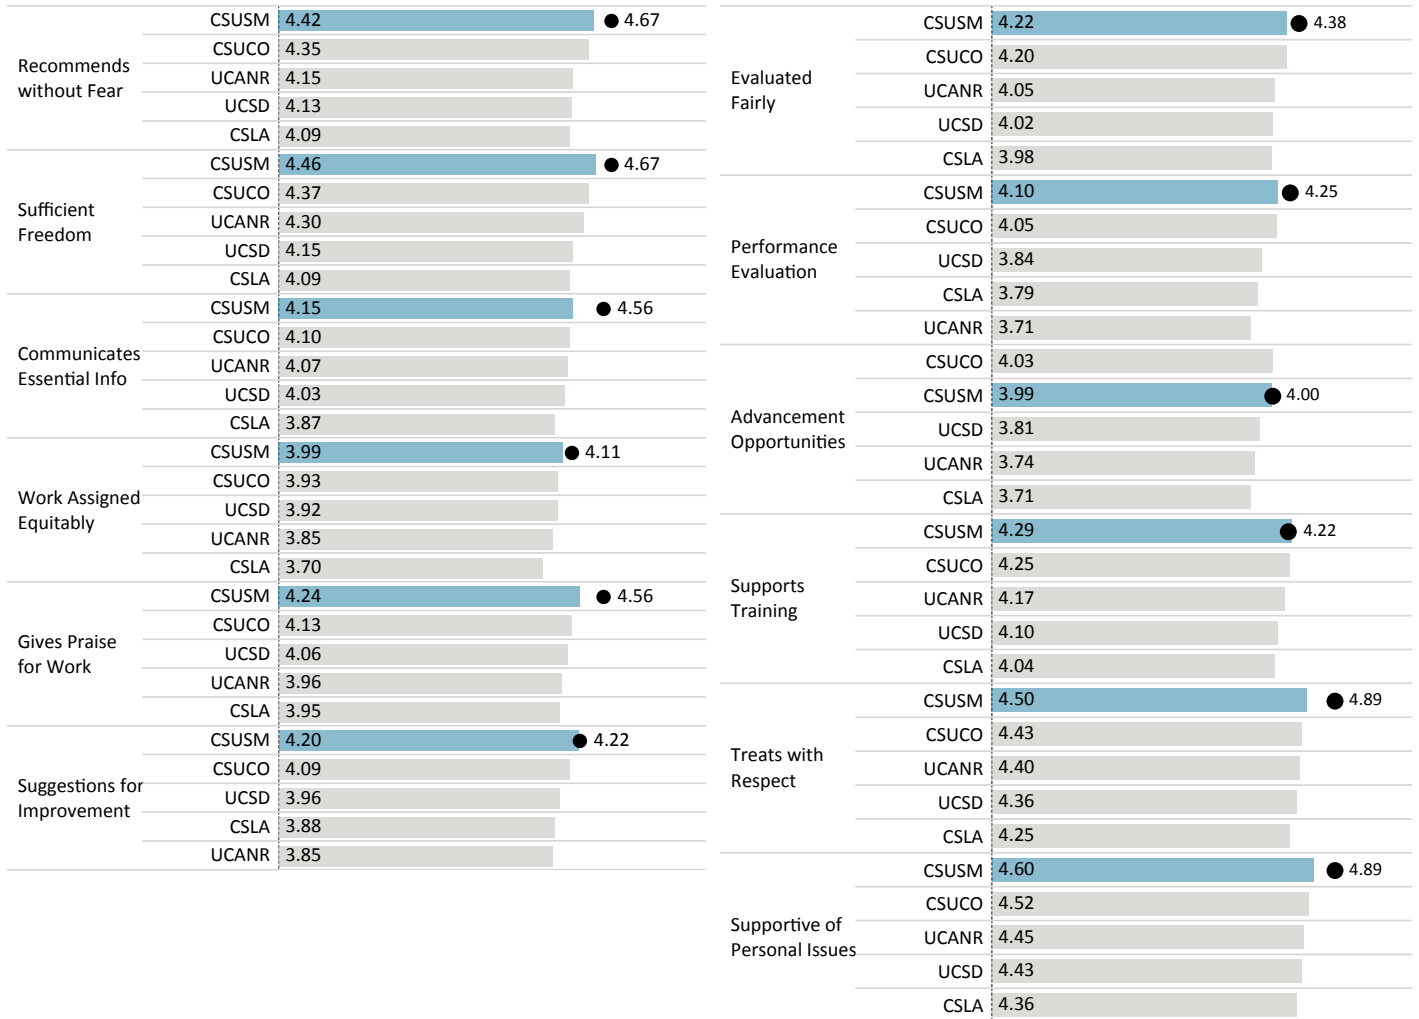 Recommends
without Fear
CSUSM 4.42 4.67
CSUCO 4.35
UCANR 4.15
UCSD 4.13
CSLA 4.09
Sufficient
Freedom
CSUSM 4.46 4.67
CSUCO 4.37
UCANR 4.30
UCSD 4.15
CSLA 4.09
Communicates
Essential Info
CSUSM 4.15 4.56
CSUCO 4.10
UCANR 4.07
UCSD 4.03
CSLA 3.87
Work Assigned
Equitably
CSUSM 3.99 4.11
CSUCO 3.93
UCSD 3.92
UCANR 3.85
CSLA 3.70
Gives Praise
for Work
CSUSM 4.24 4.56
CSUCO 4.13
UCSD 4.06
UCANR 3.96
CSLA 3.95
Suggestions for
Improvement
CSUSM 4.20 4.22
CSUCO 4.09
UCSD 3.96
CSLA 3.88
UCANR 3.85
Evaluated
Fairly
CSUSM 4.22 4.38
CSUCO 4.20
UCANR 4.05
UCSD 4.02
CSLA 3.98
Performance
Evaluation
CSUSM 4.10 4.25
CSUCO 4.05
UCSD 3.84
CSLA 3.79
UCANR 3.71
Advancement
Opportunities
CSUCO 4.03
CSUSM 3.99 4.00
UCSD 3.81
UCANR 3.74
CSLA 3.71
Supports
Training
CSUSM 4.29 4.22
CSUCO 4.25
UCANR 4.17
UCSD 4.10
CSLA 4.04
Treats with
Respect
CSUSM 4.50 4.89
CSUCO 4.43
UCANR 4.40
UCSD 4.36
CSLA 4.25
Supportive of
Personal Issues
CSUSM 4.60 4.89
CSUCO 4.52
UCANR 4.45
UCSD 4.43
CSLA 4.36